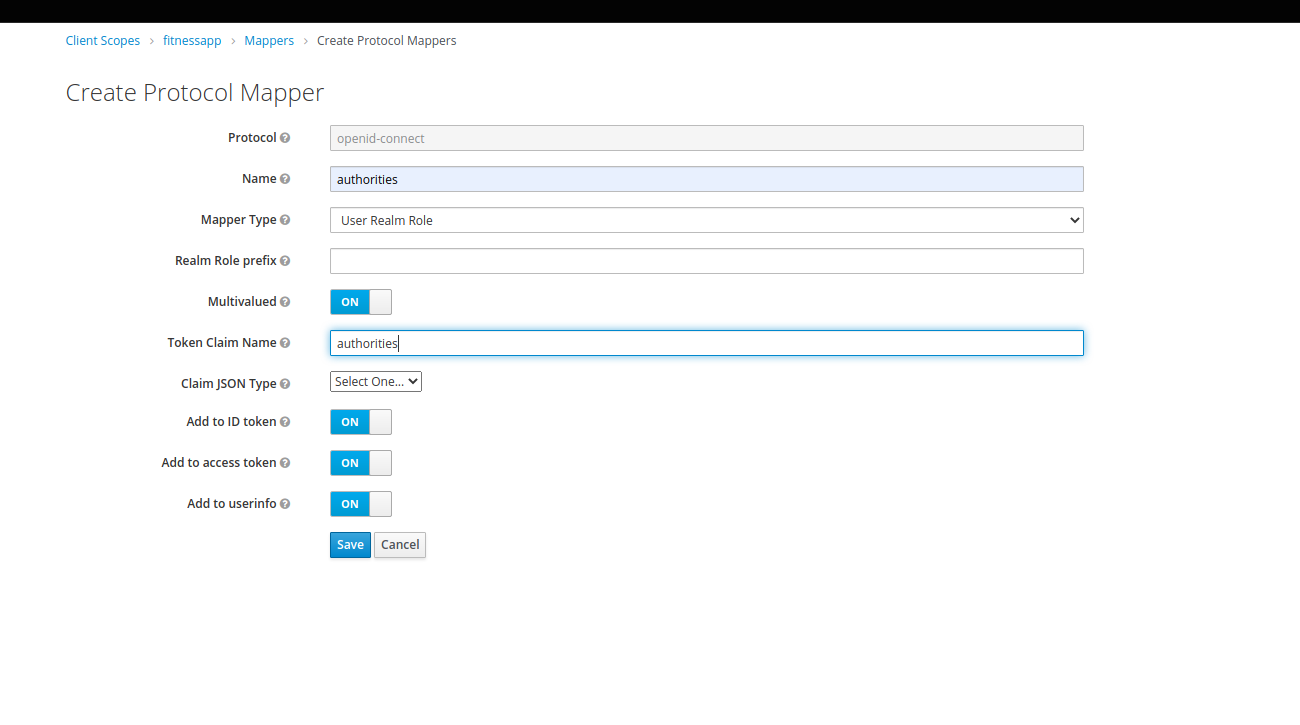 Client Scopes > fitnessapp > Mappers > Create Protocol Mappers
Create Protocol Mapper
Protocol ? openid-connect
Name ? authorities
Mapper Type ? User Realm Role
Realm Role prefix ?
Multivalued ? ON
Token Claim Name ? authorities
Claim JSON Type ? Select One...
Add to ID token ? ON
Add to access token ? ON
Add to userinfo ? ON
Save Cancel